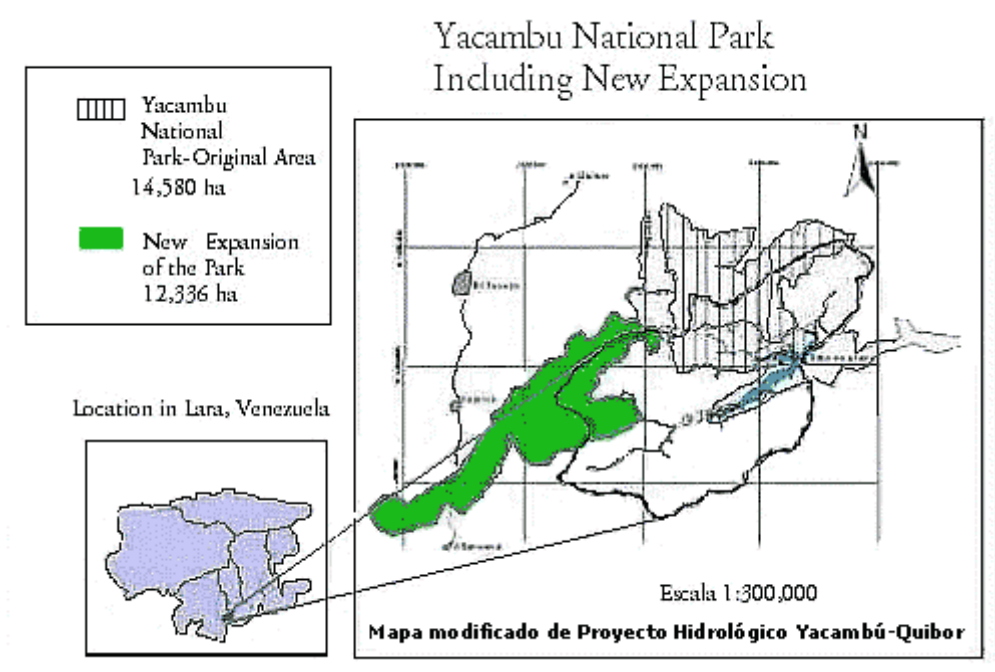 Yacambu National Park
Including New Expansion
Yacambu
National
Park-Original Area
14,580 ha
New Expansion
of the Park
12,336 ha
Location in Lara, Venezuela
N
Escala 1:300,000
Mapa modificado de Proyecto Hidrológico Yacambú-Quibor